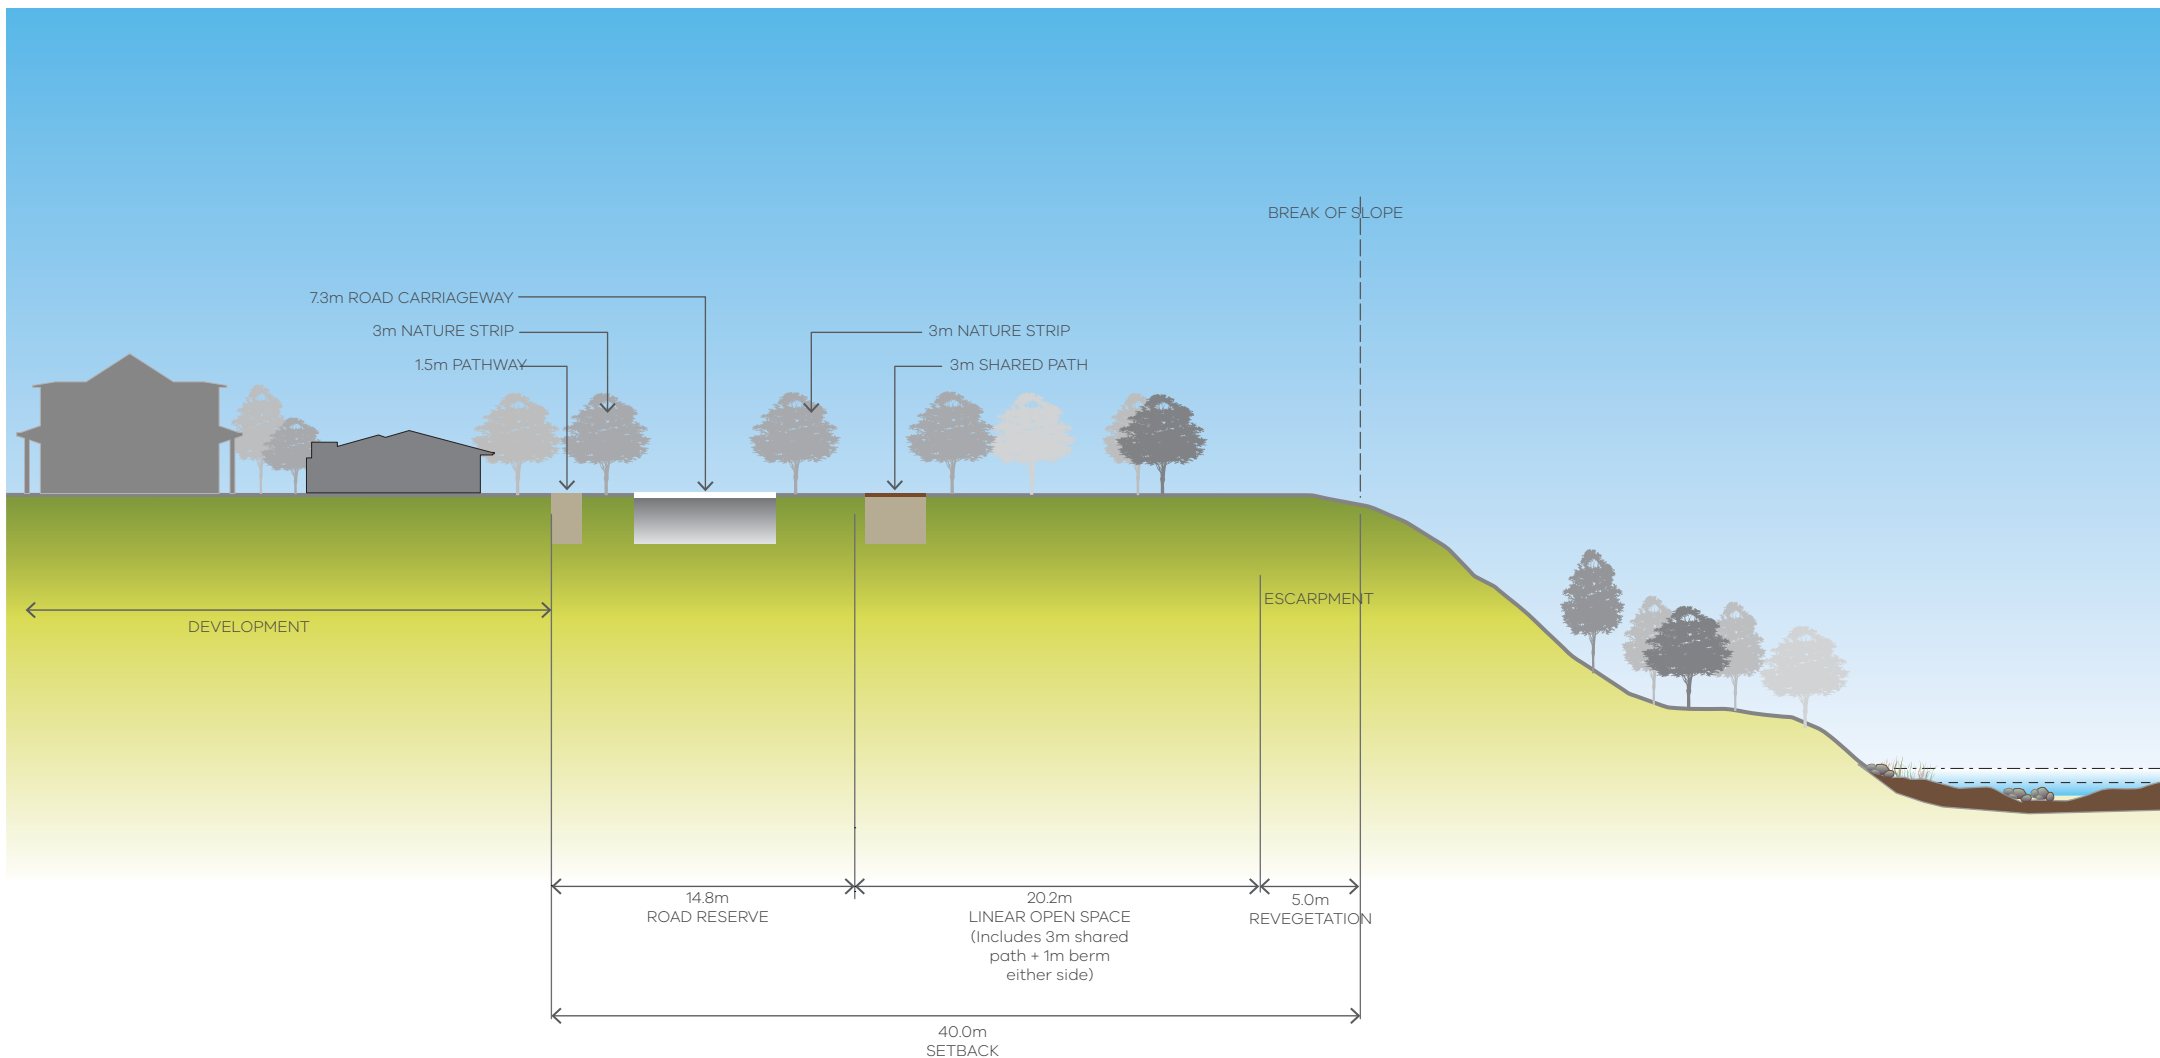 BREAK OF SLOPE
7.3m ROAD CARRIAGEWAY
3m NATURE STRIP
3m NATURE STRIP
1.5m PATHWAY
3m SHARED PATH
ESCARPMENT
DEVELOPMENT
14.8m
ROAD RESERVE
20.2m
LINEAR OPEN SPACE
(Includes 3m shared
path + 1m berm
either side)
5.0m
REVEGETATION
40.0m
SETBACK